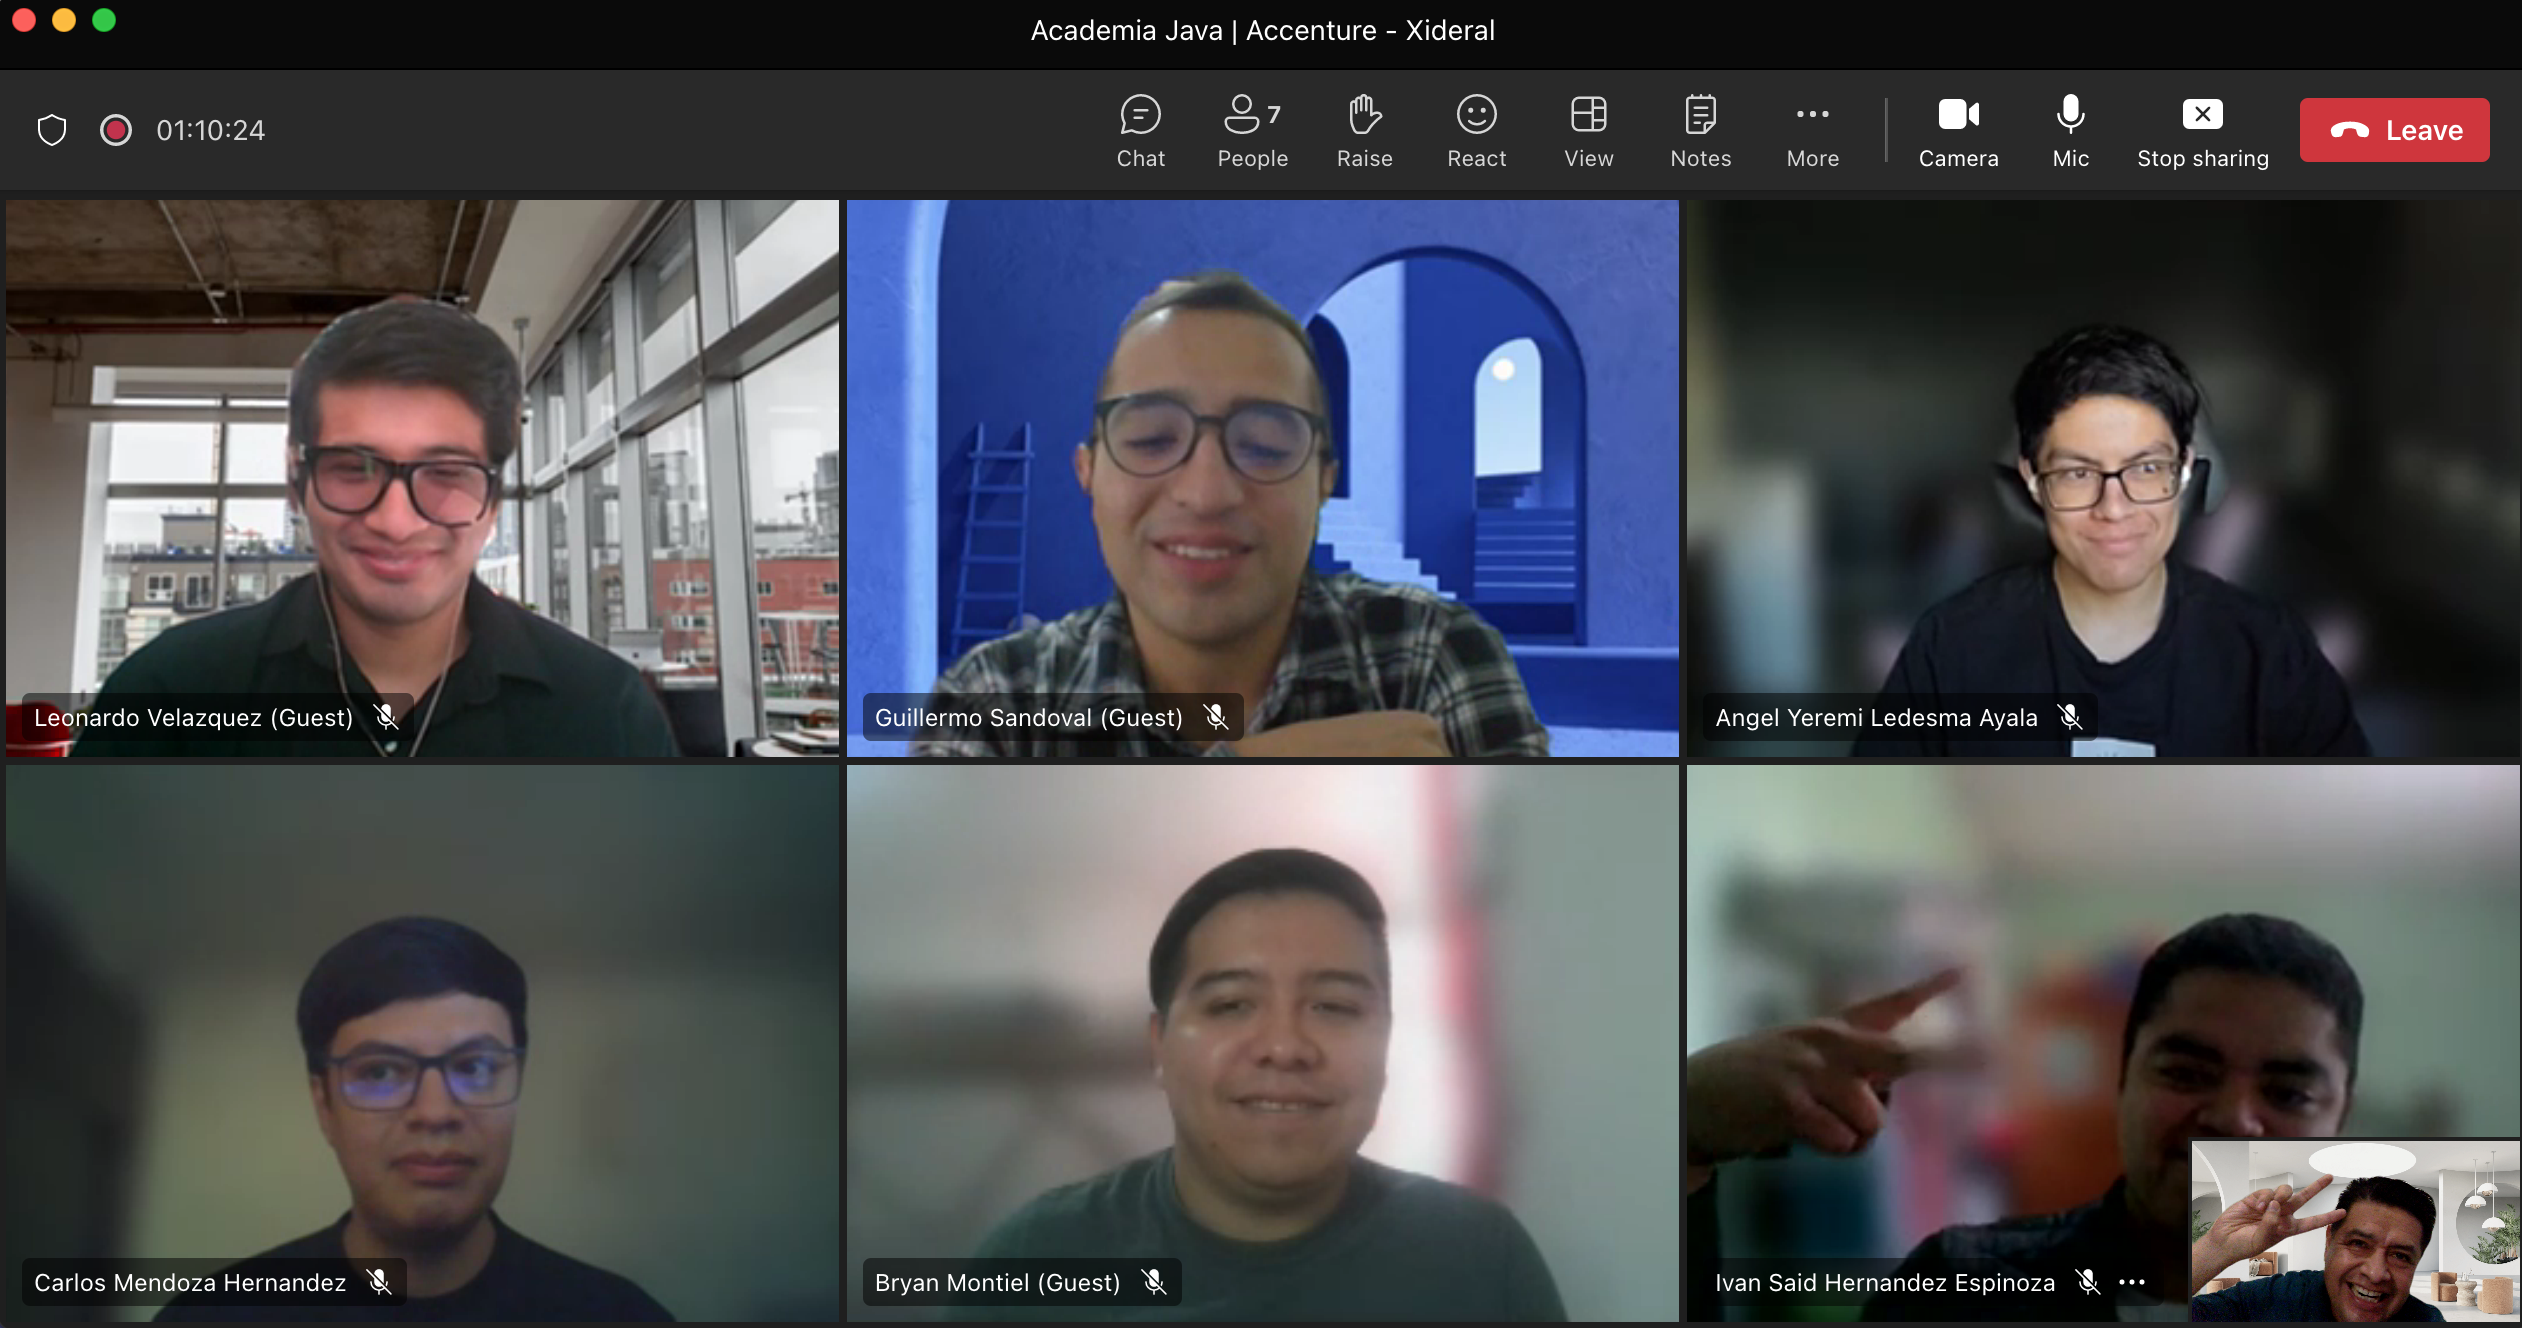 Academia Java | Accenture - Xideral
01:10:24
7
Chat People Raise React View Notes More Camera Mic Stop sharing Leave
Leonardo Velazquez (Guest)
Guillermo Sandoval (Guest)
Angel Yeremi Ledesma Ayala
Carlos Mendoza Hernandez
Bryan Montiel (Guest)
Ivan Said Hernandez Espinoza